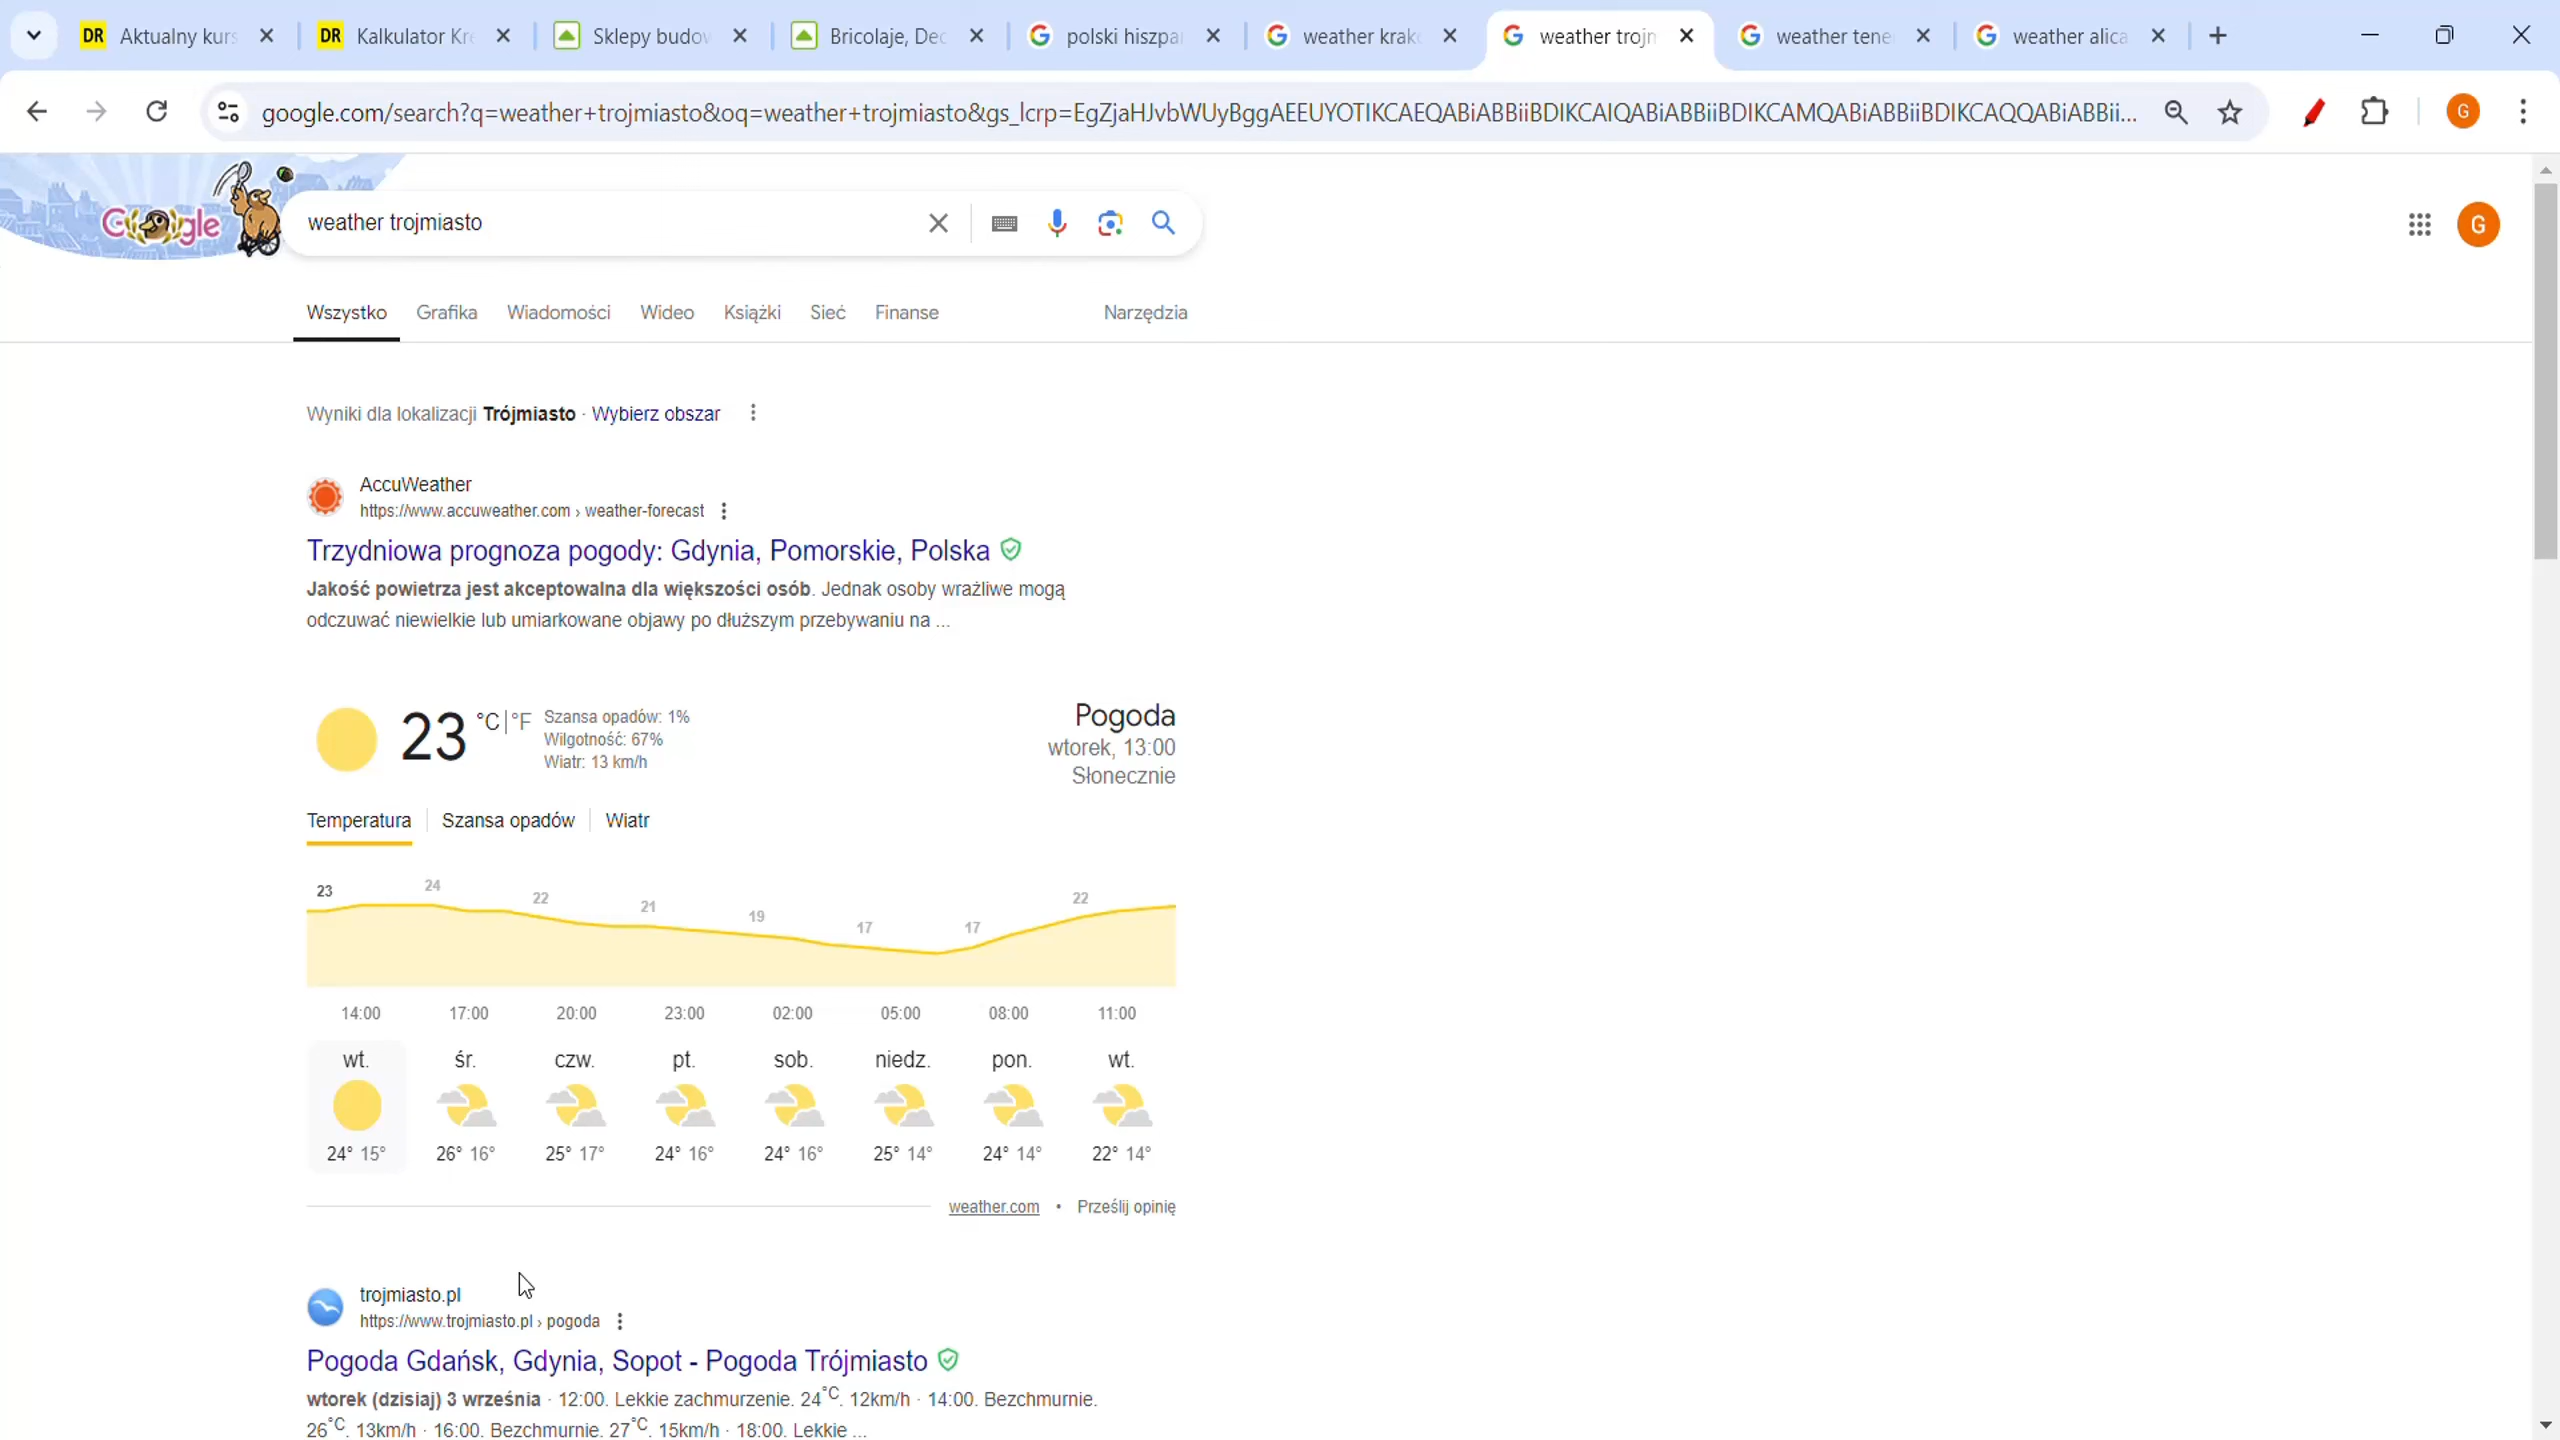 DR Aktualny kurs
DR Kalkulator Kre
Sklepy budow
Bricolaje, Dec
polski hiszpa
weather krak
weather trojm
weather tene
weather alica
google.com/search?q=weather+trojmiasto&oq=weather+trojmiasto&gs_lcrp=EgZjaHJvbWUyBggAEEUYOTIKCAEQABiABBiiBDIKCAIQABiABBiiBDIKCAMQABiABBiiBDIKCAQQABiABBii...
G
Google
weather trojmiasto
G
Wszystko Grafika Wiadomości Wideo Książki Sieć Finanse Narzędzia
Wyniki dla lokalizacji Trójmiasto · Wybierz obszar
AccuWeather
https://www.accuweather.com › weather-forecast
Trzydniowa prognoza pogody: Gdynia, Pomorskie, Polska
Jakość powietrza jest akceptowalna dla większości osób. Jednak osoby wrażliwe mogą
odczuwać niewielkie lub umiarkowane objawy po dłuższym przebywaniu na ...
23 °C|°F
Szansa opadów: 1%
Wilgotność: 67%
Wiatr: 13 km/h
Pogoda
wtorek, 13:00
Słonecznie
Temperatura Szansa opadów Wiatr
23 24 22 21 19 17 17 22
14:00 17:00 20:00 23:00 02:00 05:00 08:00 11:00
wt. śr. czw. pt. sob. niedz. pon. wt.
24° 15° 26° 16° 25° 17° 24° 16° 24° 16° 25° 14° 24° 14° 22° 14°
weather.com • Prześlij opinię
trojmiasto.pl
https://www.trojmiasto.pl › pogoda
Pogoda Gdańsk, Gdynia, Sopot - Pogoda Trójmiasto
wtorek (dzisiaj) 3 września · 12:00. Lekkie zachmurzenie. 24°C. 12km/h · 14:00. Bezchmurnie.
26°C. 13km/h · 16:00. Bezchmurnie. 27°C. 15km/h · 18:00. Lekkie ...